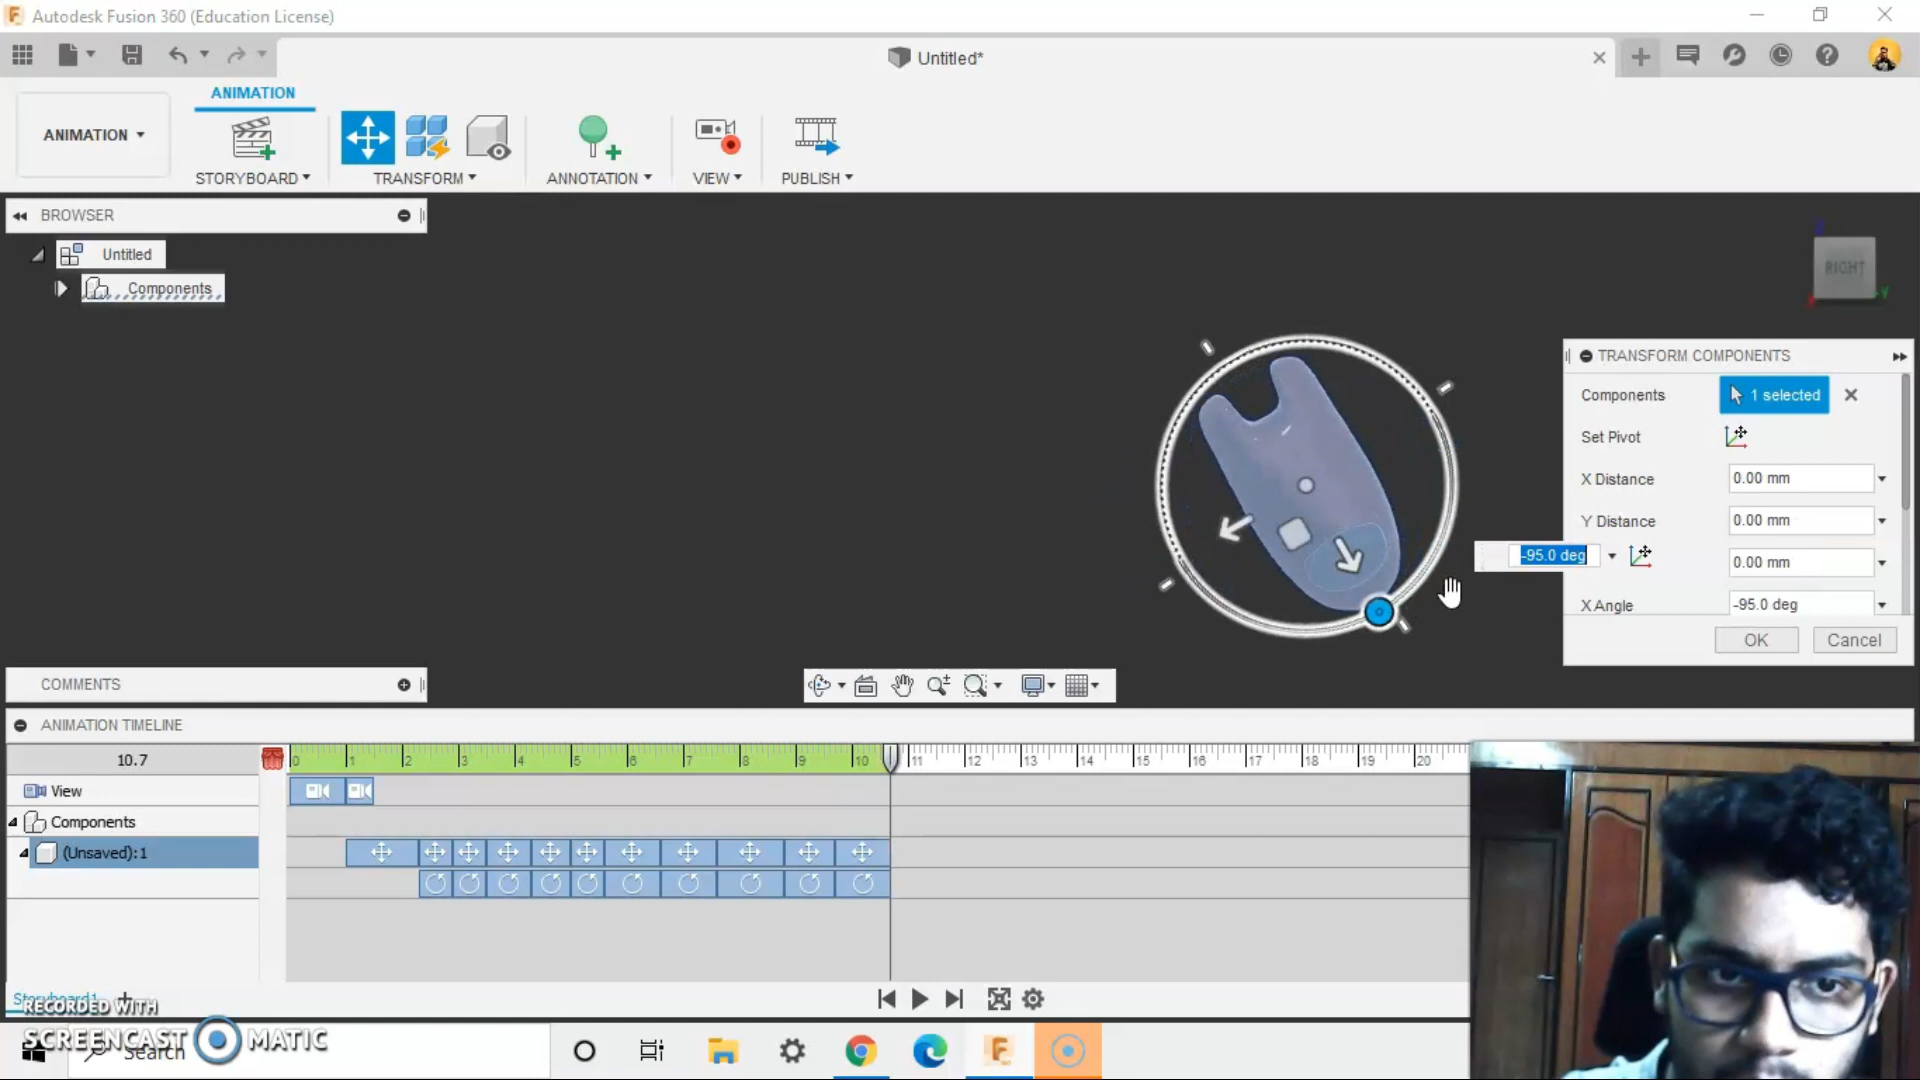 Autodesk Fusion 360 (Education License)
Untitled*
ANIMATION
ANIMATION
STORYBOARD
TRANSFORM
ANNOTATION
VIEW
PUBLISH
BROWSER
Untitled
Components
RIGHT
Z
X
Y
TRANSFORM COMPONENTS
Components
1 selected
Set Pivot
X Distance
0.00 mm
Y Distance
0.00 mm
-95.0 deg
0.00 mm
X Angle
-95.0 deg
OK
Cancel
COMMENTS
ANIMATION TIMELINE
10.7
0 1 2 3 4 5 6 7 8 9 10 11 12 13 14 15 16 17 18 19 20
View
Components
(Unsaved):1
Storyboard1
RECORDED WITH
SCREENCAST MATIC
Search